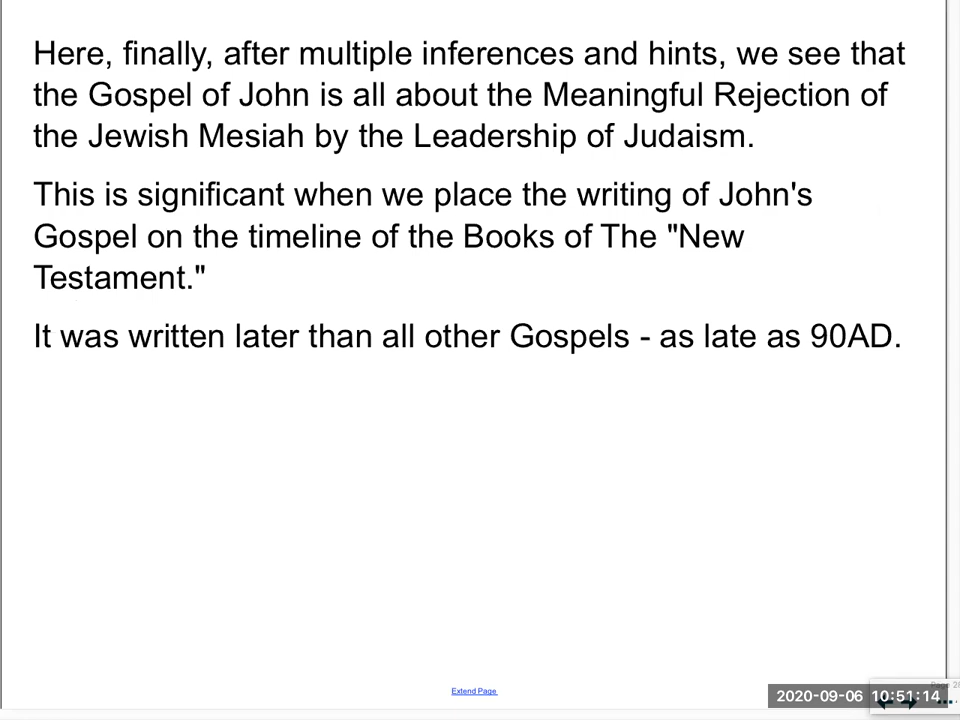 Here, finally, after multiple inferences and hints, we see that
the Gospel of John is all about the Meaningful Rejection of
the Jewish Mesiah by the Leadership of Judaism.
This is significant when we place the writing of John's
Gospel on the timeline of the Books of The "New
Testament."
It was written later than all other Gospels - as late as 90AD.
Extend Page
2020-09-06 10:51:14